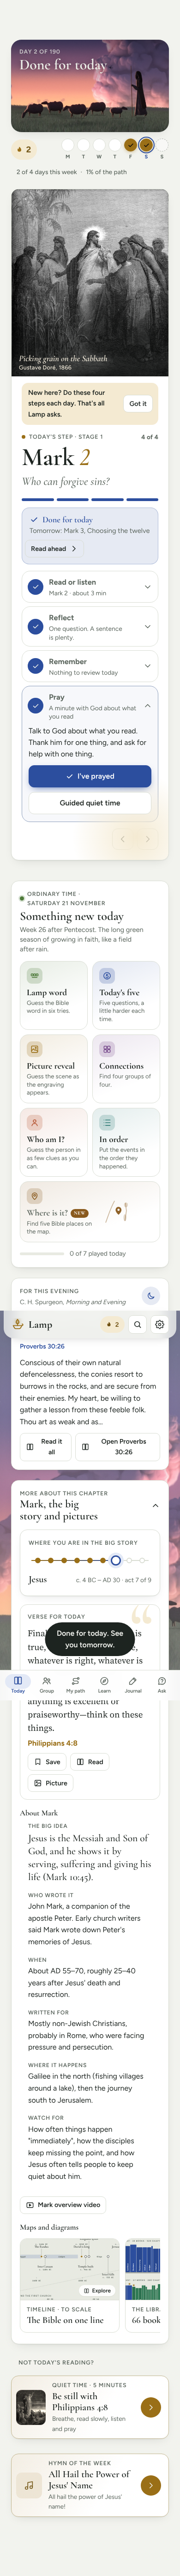 DAY 2 OF 190
Done for today
2
M T W T F S S
2 of 4 days this week · 1% of the path
Picking grain on the Sabbath
Gustave Doré, 1866
New here? Do these four
steps each day. That's all
Lamp asks.
Got it
TODAY'S STEP · STAGE 1
4 of 4
Mark 2
Who can forgive sins?
Done for today
Tomorrow: Mark 3, Choosing the twelve
Read ahead
Read or listen
Mark 2 · about 3 min
Reflect
One question. A sentence
is plenty.
Remember
Nothing to review today
Pray
A minute with God about what
you read
Talk to God about what you read.
Thank him for one thing, and ask for
help with one thing.
I've prayed
Guided quiet time
ORDINARY TIME ·
SATURDAY 21 NOVEMBER
Something new today
Week 26 after Pentecost. The long green
season of growing in faith, like a field
after rain.
Lamp word
Guess the Bible
word in six tries.
Today's five
Five questions, a
little harder each
time.
Picture reveal
Guess the scene as
the engraving
appears.
Connections
Find four groups of
four.
Who am I?
Guess the person in
as few clues as you
can.
In order
Put the events in
the order they
happened.
Where is it? NEW
Find five Bible places on
the map.
0 of 7 played today
FOR THIS EVENING
C. H. Spurgeon, Morning and Evening
Lamp
2
Proverbs 30:26
Conscious of their own natural
defencelessness, the conies resort to
burrows in the rocks, and are secure from
their enemies. My heart, be willing to
gather a lesson from these feeble folk.
Thou art as weak and as...
Read it
all
Open Proverbs
30:26
MORE ABOUT THIS CHAPTER
Mark, the big
story and pictures
WHERE YOU ARE IN THE BIG STORY
Jesus
c. 4 BC – AD 30 · act 7 of 9
VERSE FOR TODAY
Done for today. See
you tomorrow.
true,
whatever is right, whatever is
Today
Group
My path
Learn
Journal
Ask
anything is excellent or
praiseworthy—think on these
things.
Philippians 4:8
Save
Read
Picture
About Mark
THE BIG IDEA
Jesus is the Messiah and Son of
God, and he shows it by
serving, suffering and giving his
life (Mark 10:45).
WHO WROTE IT
John Mark, a companion of the
apostle Peter. Early church writers
said Mark wrote down Peter's
memories of Jesus.
WHEN
About AD 55–70, roughly 25–40
years after Jesus' death and
resurrection.
WRITTEN FOR
Mostly non-Jewish Christians,
probably in Rome, who were facing
pressure and persecution.
WHERE IT HAPPENS
Galilee in the north (fishing villages
around a lake), then the journey
south to Jerusalem.
WATCH FOR
How often things happen
"immediately", how the disciples
keep missing the point, and how
Jesus often tells people to keep
quiet about him.
Mark overview video
Maps and diagrams
Explore
TIMELINE · TO SCALE
The Bible on one line
THE LIBR
66 book
NOT TODAY'S READING?
QUIET TIME · 5 MINUTES
Be still with
Philippians 4:8
Breathe, read slowly, listen
and pray
HYMN OF THE WEEK
All Hail the Power of
Jesus' Name
All hail the power of Jesus'
name!